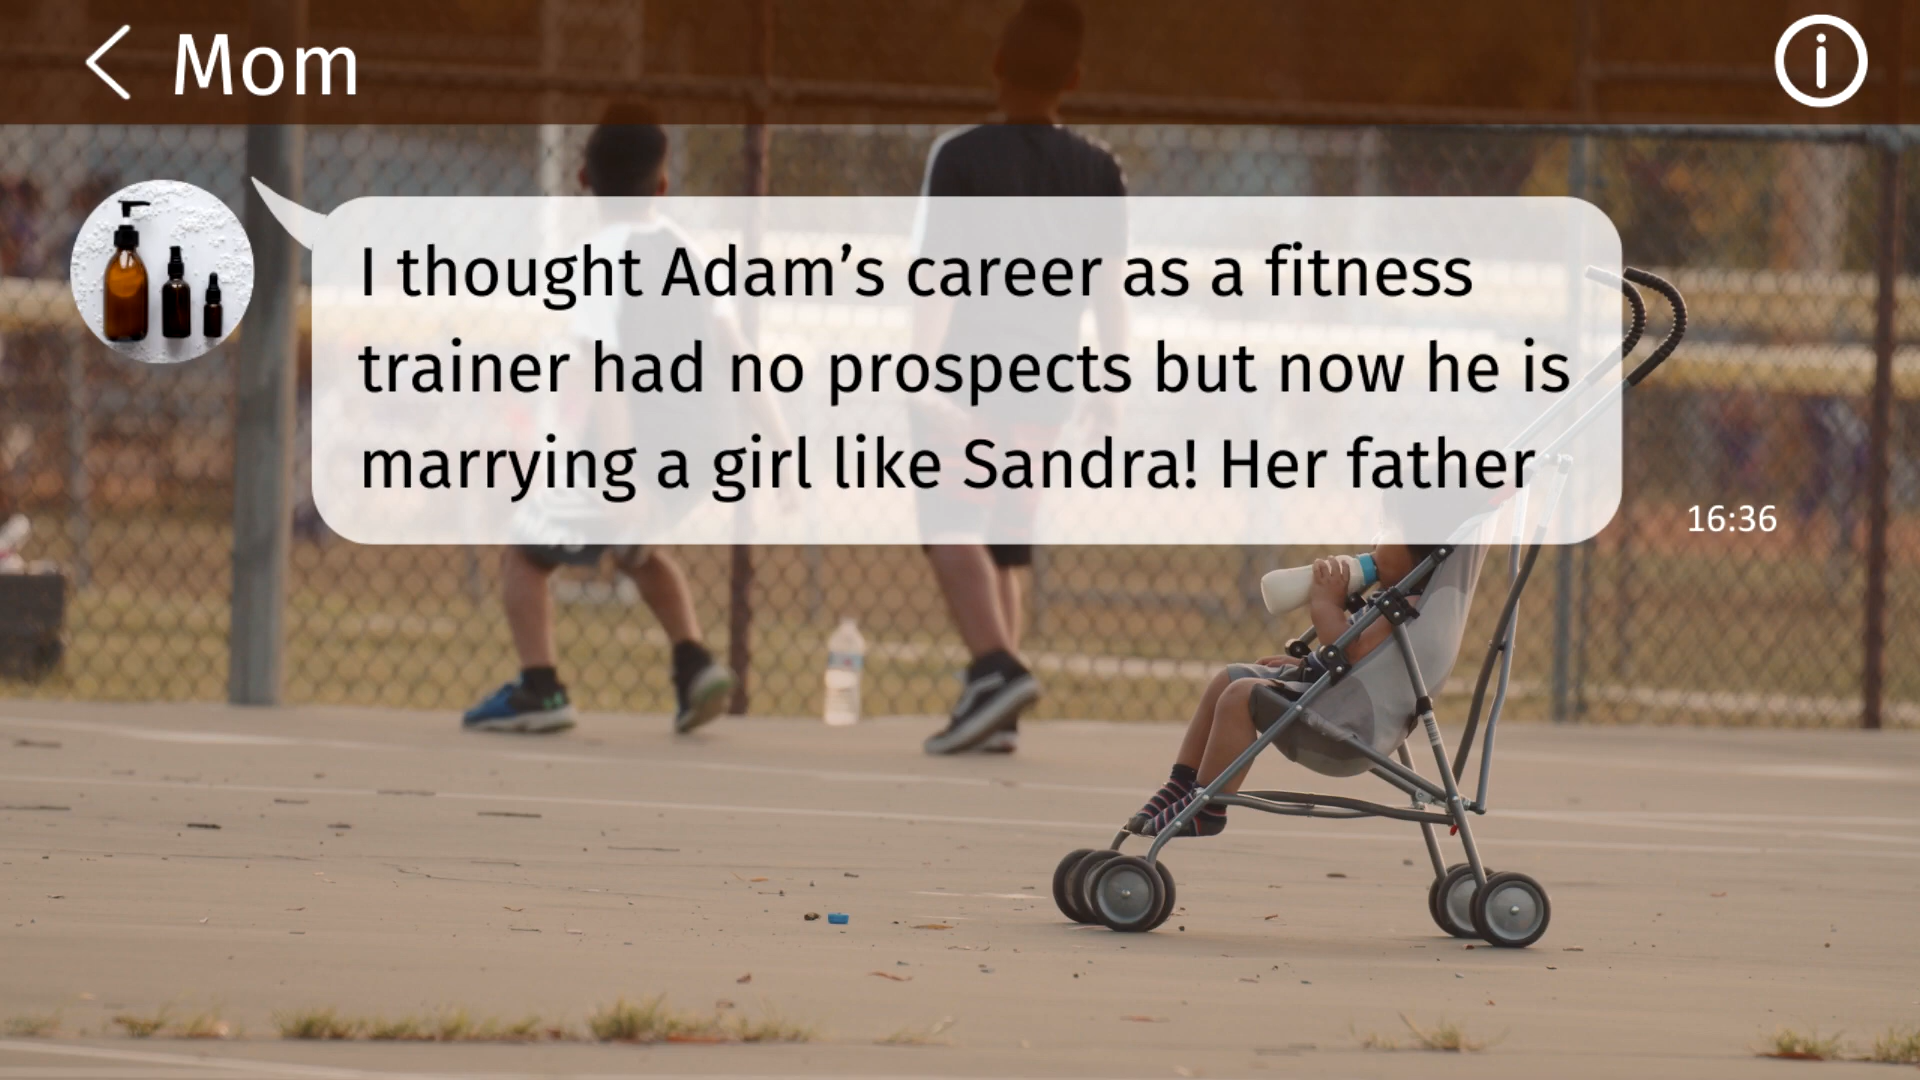 Mom
I thought Adam’s career as a fitness
trainer had no prospects but now he is
marrying a girl like Sandra! Her father
16:36